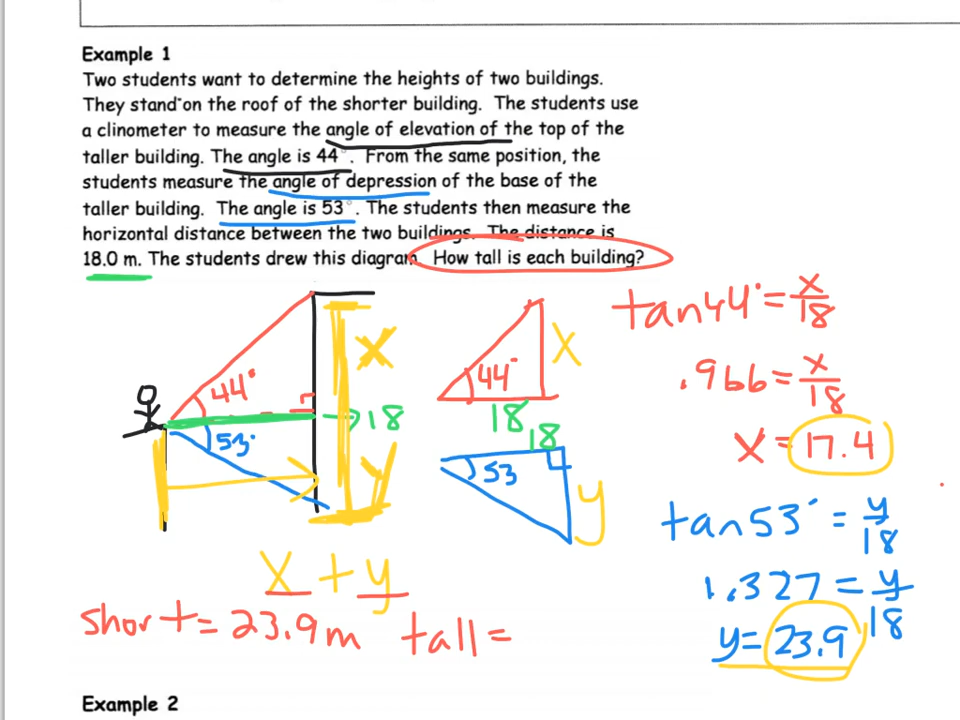 Example 1
Two students want to determine the heights of two buildings.
They stand on the roof of the shorter building. The students use
a clinometer to measure the angle of elevation of the top of the
taller building. The angle is 44°. From the same position, the
students measure the angle of depression of the base of the
taller building. The angle is 53°. The students then measure the
horizontal distance between the two buildings. The distance is
18.0 m. The students drew this diagram. How tall is each building?
44°
53°
18
x
y
44°
x
18
18
53
y
tan44° = x/18
.966 = x/18
x = 17.4
tan53° = y/18
1.327 = y/18
y = 23.9
x + y
short = 23.9m tall =
Example 2